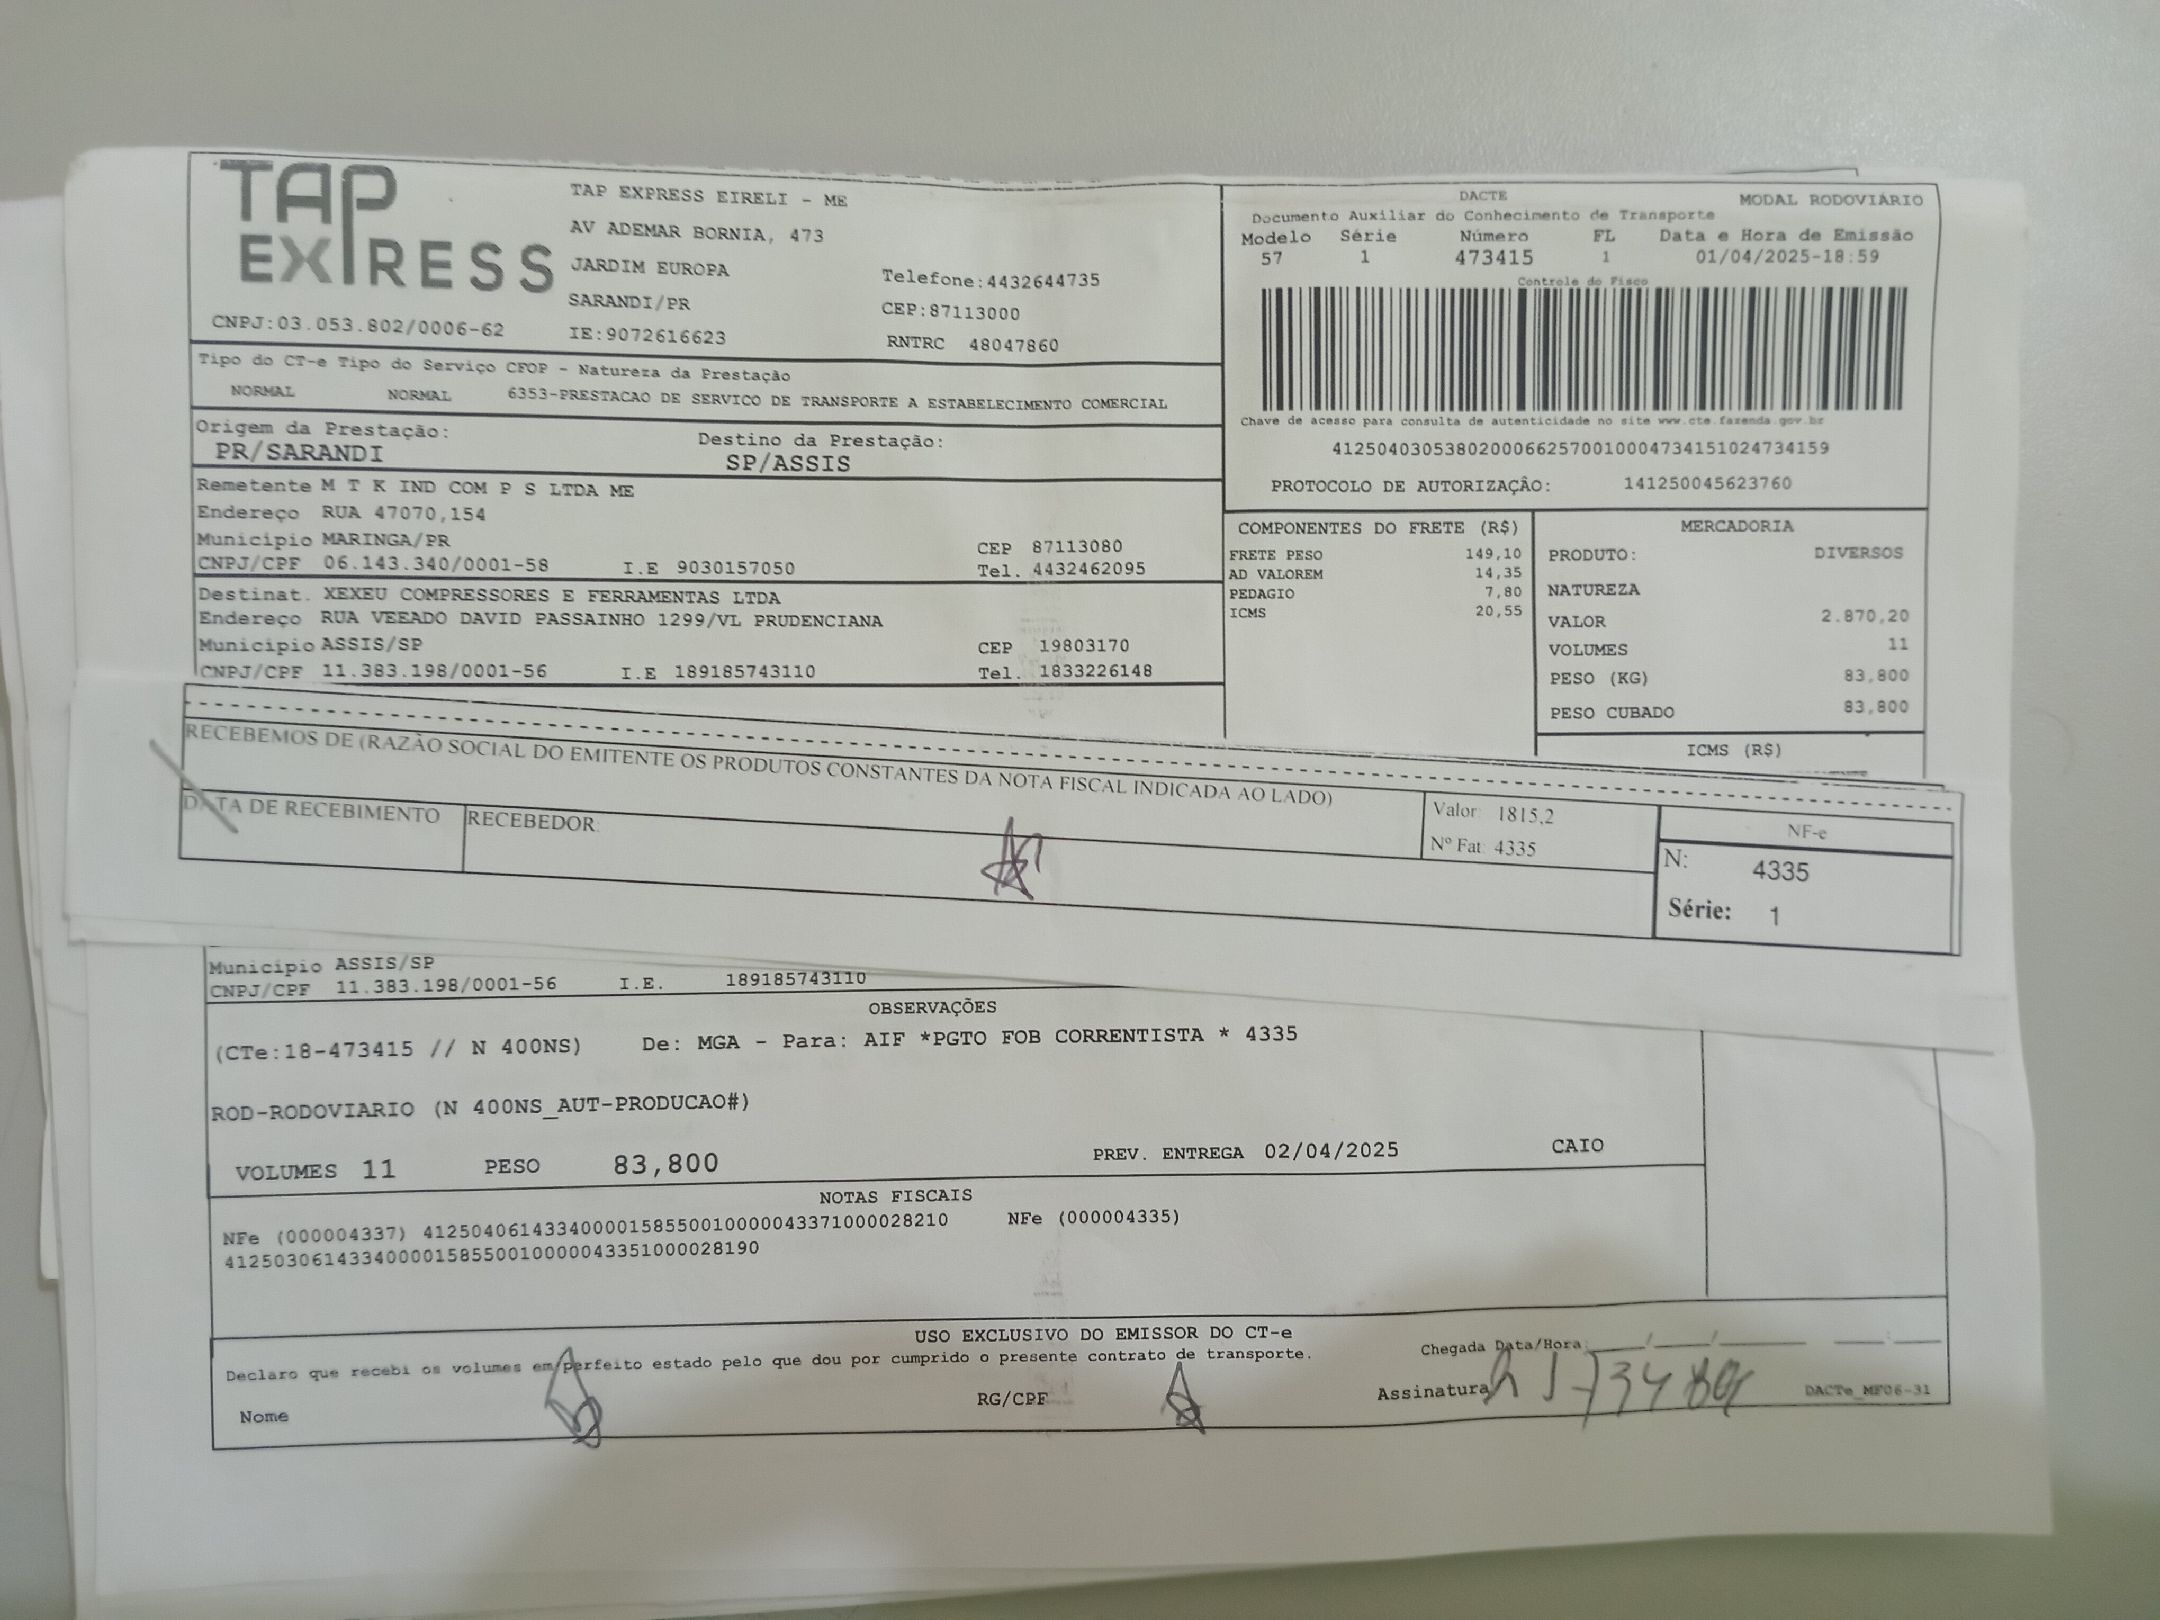 TAP EXPRESS
TAP EXPRESS EIRELI - ME
AV ADEMAR BORNIA, 473
JARDIM EUROPA
Telefone:4432644735
SARANDI/PR
CEP:87113000
CNPJ:03.053.802/0006-62
IE:9072616623
RNTRC 48047860
DACTE
MODAL RODOVIÁRIO
Documento Auxiliar do Conhecimento de Transporte
Modelo Série Número FL Data e Hora de Emissão
57 1 473415 1 01/04/2025-18:59
Controle do Fisco
Chave de acesso para consulta de autenticidade no site www.cte.fazenda.gov.br
41250403053802000662570010004734151024734159
PROTOCOLO DE AUTORIZAÇÃO: 141250045623760
Tipo do CT-e Tipo do Serviço CFOP - Natureza da Prestação
NORMAL NORMAL 6353-PRESTACAO DE SERVICO DE TRANSPORTE A ESTABELECIMENTO COMERCIAL
Origem da Prestação: Destino da Prestação:
PR/SARANDI SP/ASSIS
Remetente M T K IND COM P S LTDA ME
Endereço RUA 47070,154
Municipio MARINGA/PR CEP 87113080
CNPJ/CPF 06.143.340/0001-58 I.E 9030157050 Tel. 4432462095
Destinat. XEXEU COMPRESSORES E FERRAMENTAS LTDA
Endereço RUA VEEADO DAVID PASSAINHO 1299/VL PRUDENCIANA
Municipio ASSIS/SP CEP 19803170
CNPJ/CPF 11.383.198/0001-56 I.E 189185743110 Tel. 1833226148
COMPONENTES DO FRETE (R$)
FRETE PESO 149,10
AD VALOREM 14,35
PEDAGIO 7,80
ICMS 20,55
MERCADORIA
PRODUTO: DIVERSOS
NATUREZA
VALOR 2.870,20
VOLUMES 11
PESO (KG) 83,800
PESO CUBADO 83,800
ICMS (R$)
RECEBEMOS DE (RAZÃO SOCIAL DO EMITENTE OS PRODUTOS CONSTANTES DA NOTA FISCAL INDICADA AO LADO)
DATA DE RECEBIMENTO RECEBEDOR:
Valor: 1815,2
Nº Fat: 4335
NF-e
N: 4335
Série: 1
Municipio ASSIS/SP
CNPJ/CPF 11.383.198/0001-56 I.E. 189185743110
OBSERVAÇÕES
(CTe:18-473415 // N 400NS) De: MGA - Para: AIF *PGTO FOB CORRENTISTA * 4335
ROD-RODOVIARIO (N 400NS_AUT-PRODUCAO#)
VOLUMES 11 PESO 83,800 PREV. ENTREGA 02/04/2025 CAIO
NOTAS FISCAIS
NFe (000004337) 41250406143340000158550010000043371000028210 NFe (000004335)
41250306143340000158550010000043351000028190
USO EXCLUSIVO DO EMISSOR DO CT-e
Declaro que recebi os volumes em perfeito estado pelo que dou por cumprido o presente contrato de transporte.
Chegada Data/Hora:
Nome RG/CPF Assinatura DACTe_MF06-31